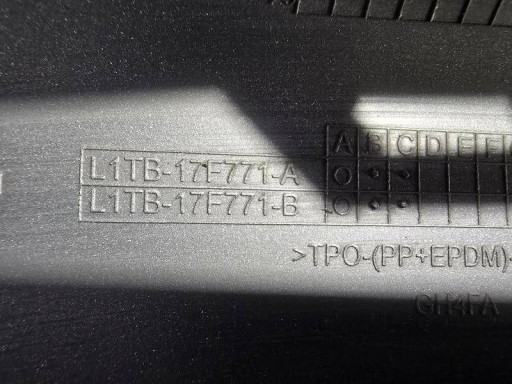 A B C D E F
L1TB-17F771-A O • •
L1TB-17F771-B O • •
>TPO-(PP+EPDM)-
GH4FA